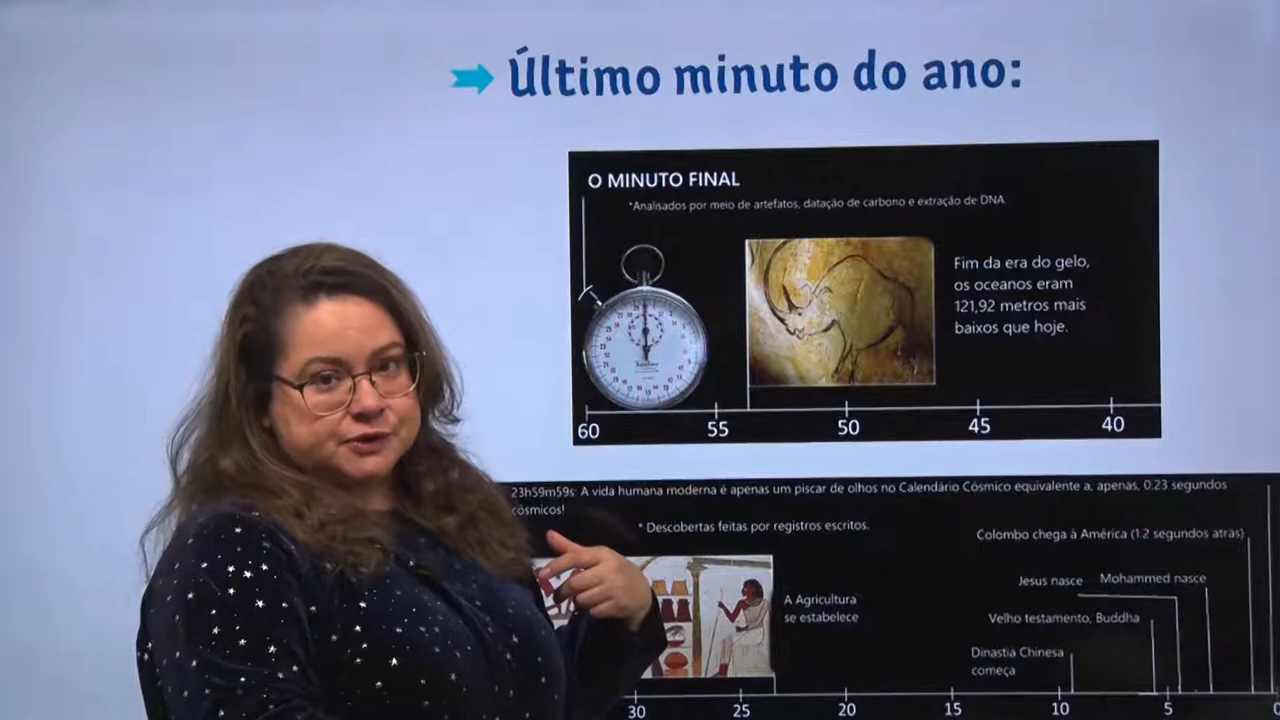 Último minuto do ano:
O MINUTO FINAL
*Analisados por meio de artefatos, datação de carbono e extração de DNA
Fim da era do gelo,
os oceanos eram
121,92 metros mais
baixos que hoje.
60 55 50 45 40
23h59m59s: A vida humana moderna é apenas um piscar de olhos no Calendário Cósmico equivalente a, apenas, 0.23 segundos
cósmicos!
* Descobertas feitas por registros escritos.
Colombo chega à América (1.2 segundos atrás)
Jesus nasce Mohammed nasce
A Agricultura
se estabelece
Velho testamento, Buddha
Dinastia Chinesa
começa
30 25 20 15 10 5 0